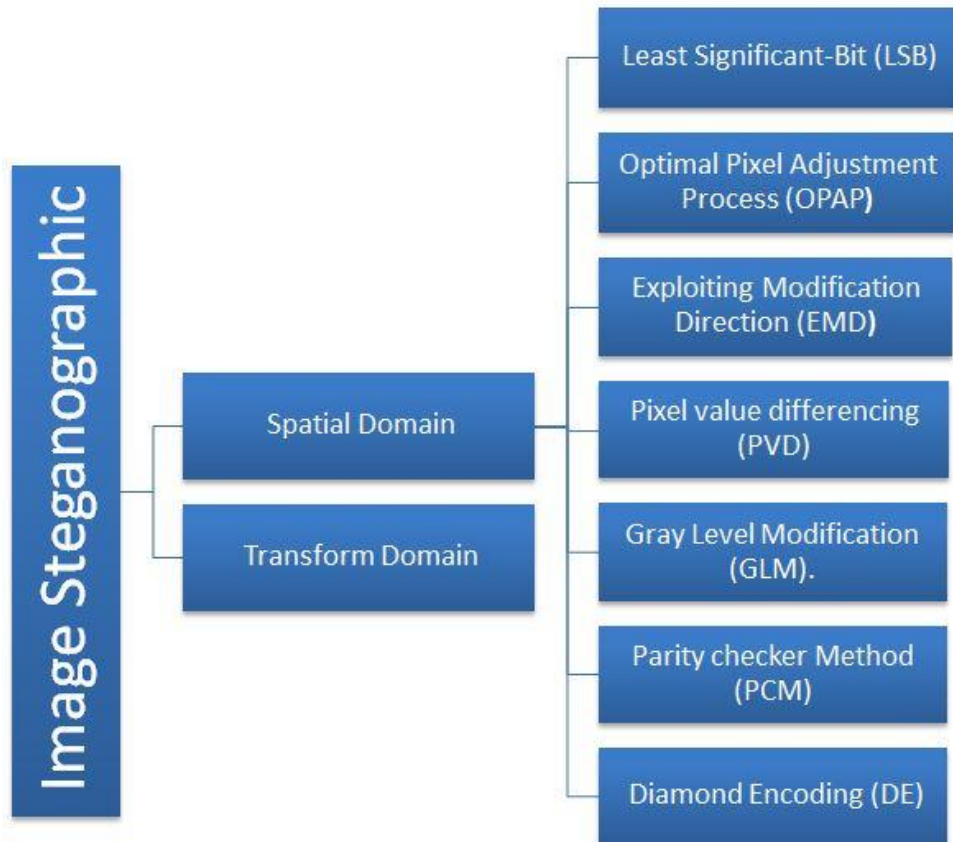 Image Steganographic
Spatial Domain
Transform Domain
Least Significant-Bit (LSB)
Optimal Pixel Adjustment
Process (OPAP)
Exploiting Modification
Direction (EMD)
Pixel value differencing
(PVD)
Gray Level Modification
(GLM).
Parity checker Method
(PCM)
Diamond Encoding (DE)